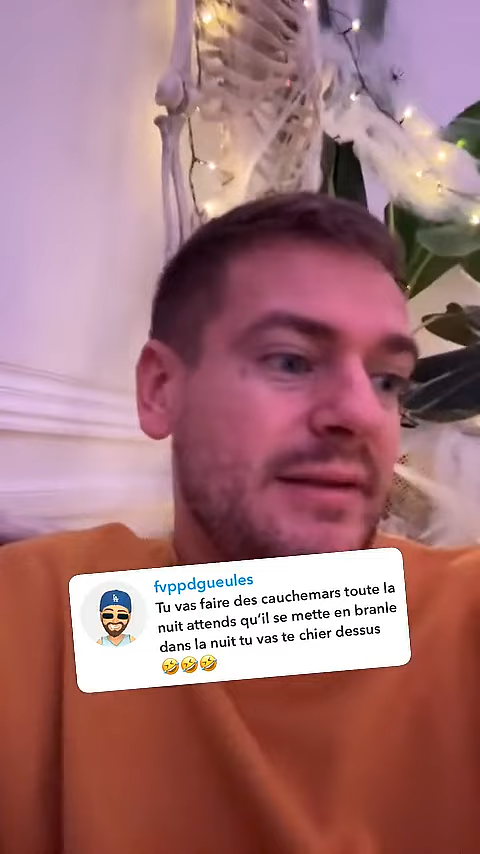 fvppdgueules
Tu vas faire des cauchemars toute la
nuit attends qu'il se mette en branle
dans la nuit tu vas te chier dessus
🤣🤣🤣